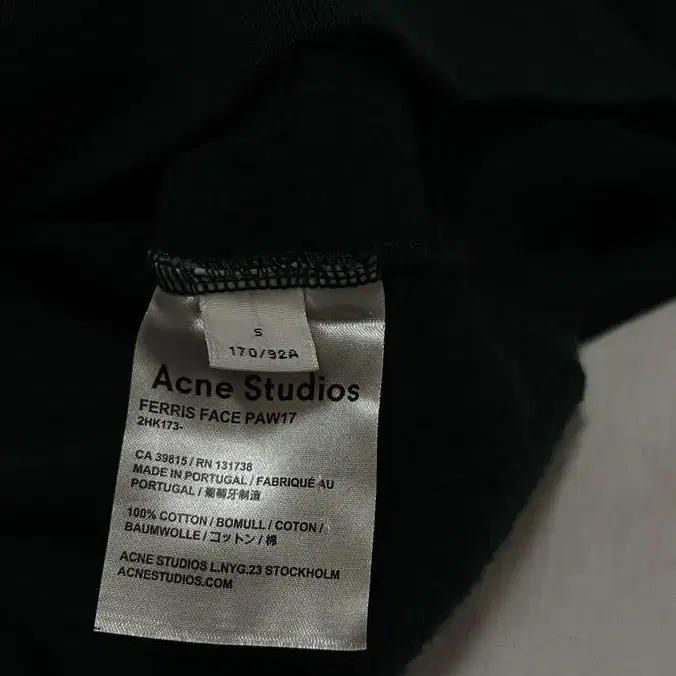 S
170/92A
Acne Studios
FERRIS FACE PAW17
2HK173-
CA 39815 / RN 131738
MADE IN PORTUGAL / FABRIQUÉ AU
PORTUGAL / 葡萄牙制造
100% COTTON / BOMULL / COTON /
BAUMWOLLE / コットン / 棉
ACNE STUDIOS L.NYG.23 STOCKHOLM
ACNESTUDIOS.COM